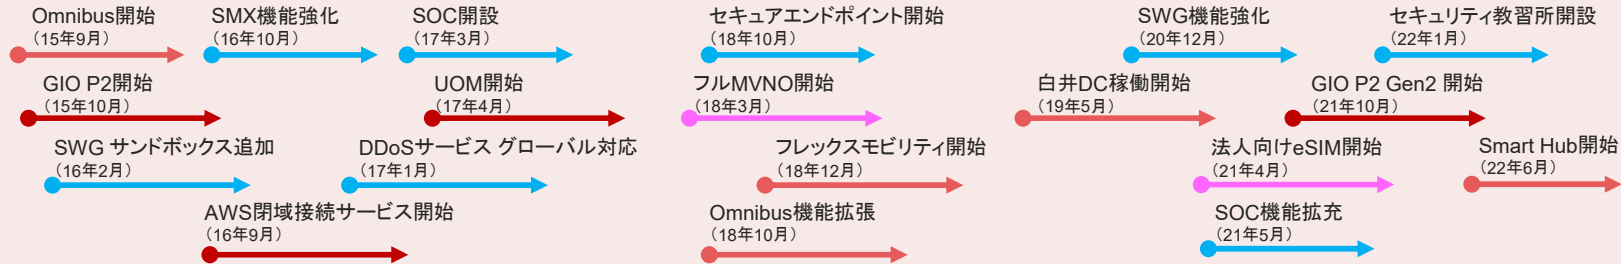 Omnibus開始
（15年9月）
SMX機能強化
（16年10月）
SOC開設
（17年3月）
セキュアエンドポイント開始
（18年10月）
SWG機能強化
（20年12月）
セキュリティ教習所開設
（22年1月）
GIO P2開始
（15年10月）
UOM開始
（17年4月）
フルMVNO開始
（18年3月）
白井DC稼働開始
（19年5月）
GIO P2 Gen2 開始
（21年10月）
SWG サンドボックス追加
（16年2月）
DDoSサービス グローバル対応
（17年1月）
フレックスモビリティ開始
（18年12月）
法人向けeSIM開始
（21年4月）
Smart Hub開始
（22年6月）
AWS閉域接続サービス開始
（16年9月）
Omnibus機能拡張
（18年10月）
SOC機能拡充
（21年5月）